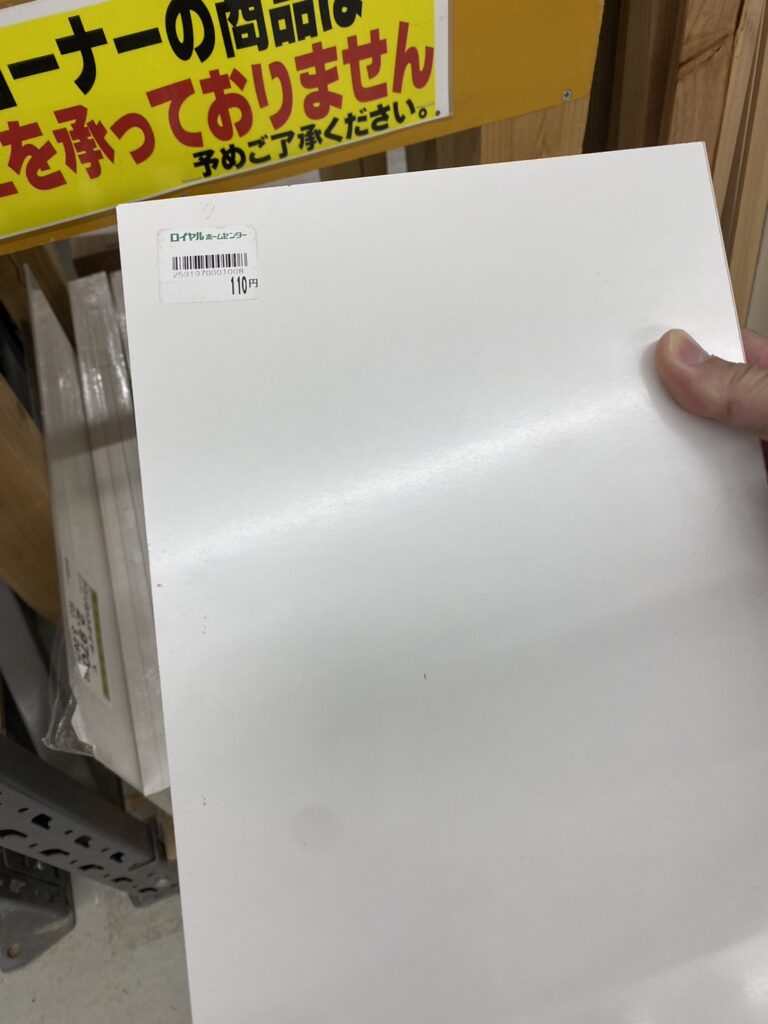 ーナーの商品は
を承っておりません
予めご了承ください。
ロイヤルホームセンター
2501970001008
110円